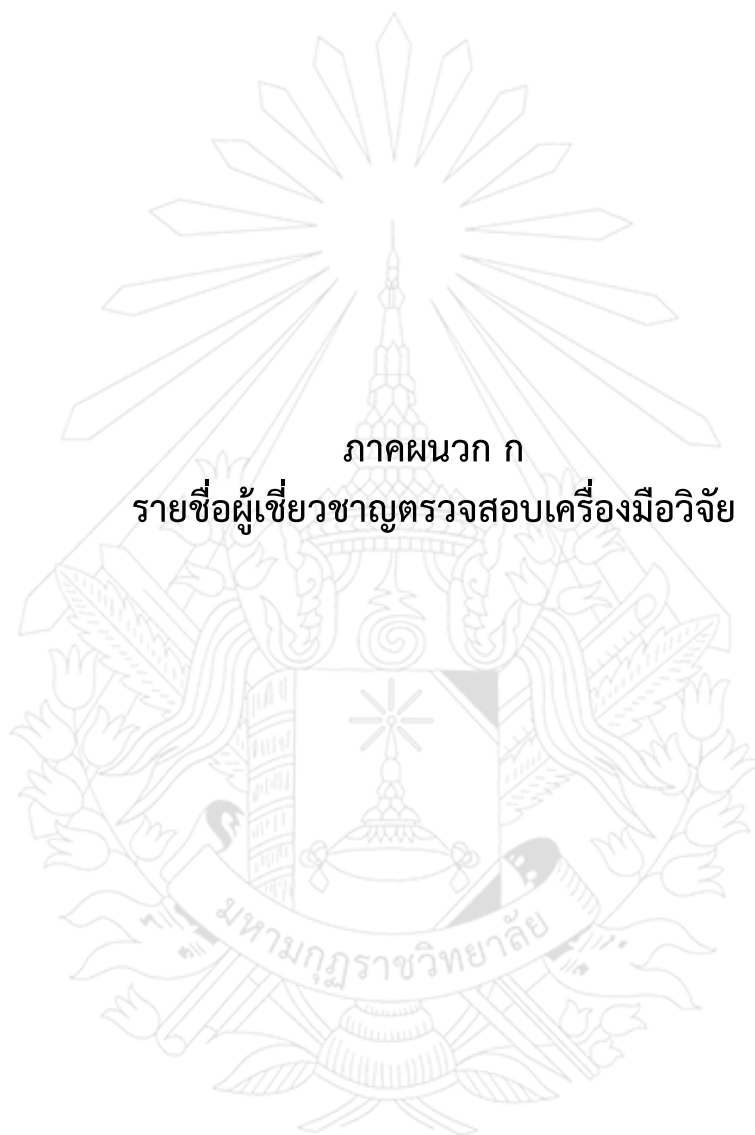 ภาคผนวก ก
รายชื่อผู้เชี่ยวชาญตรวจสอบเครื่องมือวิจัย
มหามกุฏราชวิทยาลัย